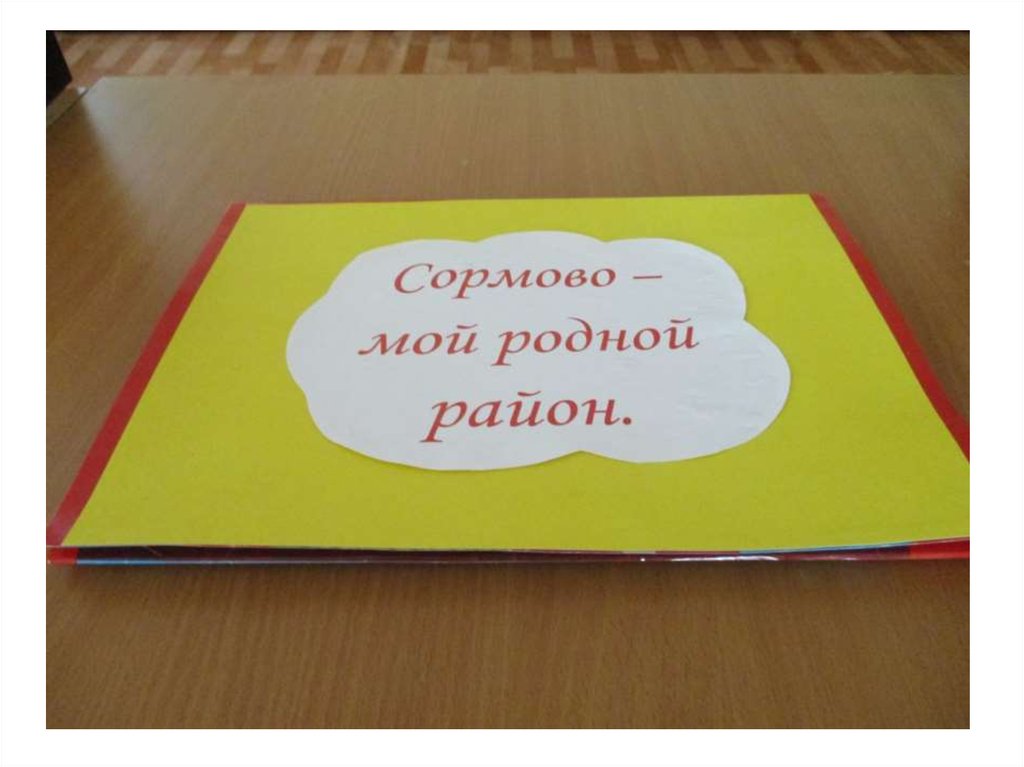 Сормово –
мой родной
район.